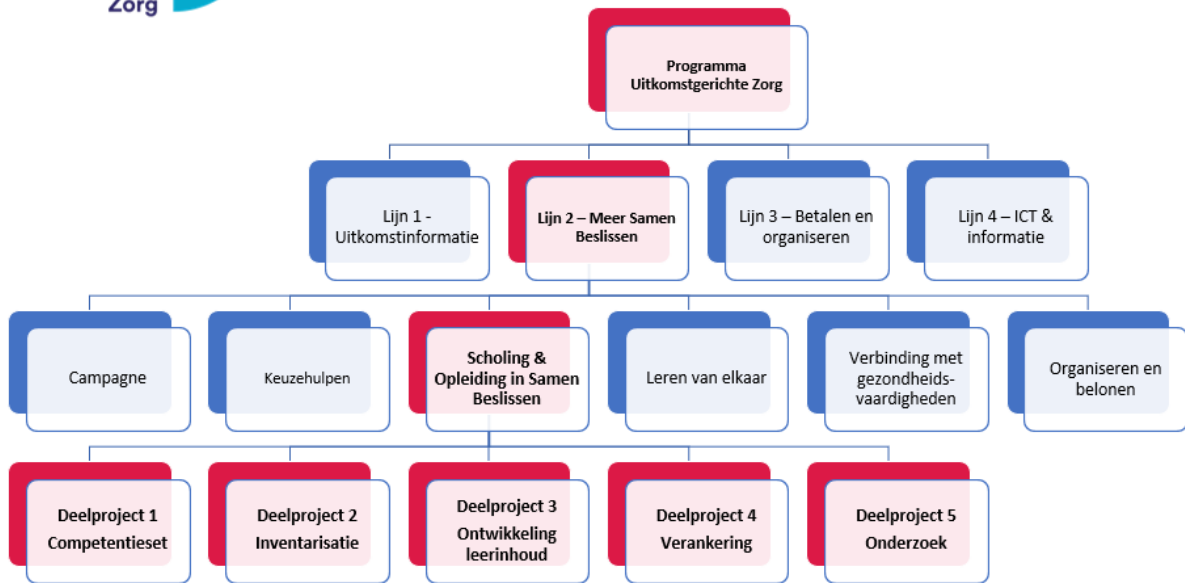 Zorg
Programma
Uitkomstgerichte Zorg
Lijn 1 -
Uitkomstinformatie
Lijn 2 – Meer Samen
Beslissen
Lijn 3 – Betalen en
organiseren
Lijn 4 – ICT &
informatie
Campagne
Keuzehulpen
Scholing &
Opleiding in Samen
Beslissen
Leren van elkaar
Verbinding met
gezondheids-
vaardigheden
Organiseren en
belonen
Deelproject 1
Competentieset
Deelproject 2
Inventarisatie
Deelproject 3
Ontwikkeling
leerinhoud
Deelproject 4
Verankering
Deelproject 5
Onderzoek